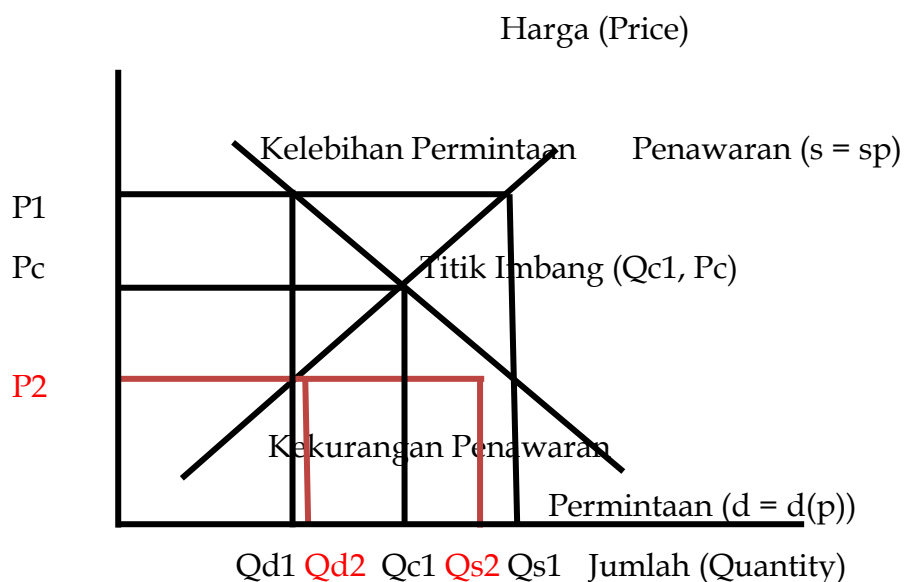 Harga (Price)
Kelebihan Permintaan
Penawaran (s = sp)
P1
Pc
Titik Imbang (Qc1, Pc)
P2
Kekurangan Penawaran
Permintaan (d = d(p))
Qd1 Qd2 Qc1 Qs2 Qs1 Jumlah (Quantity)